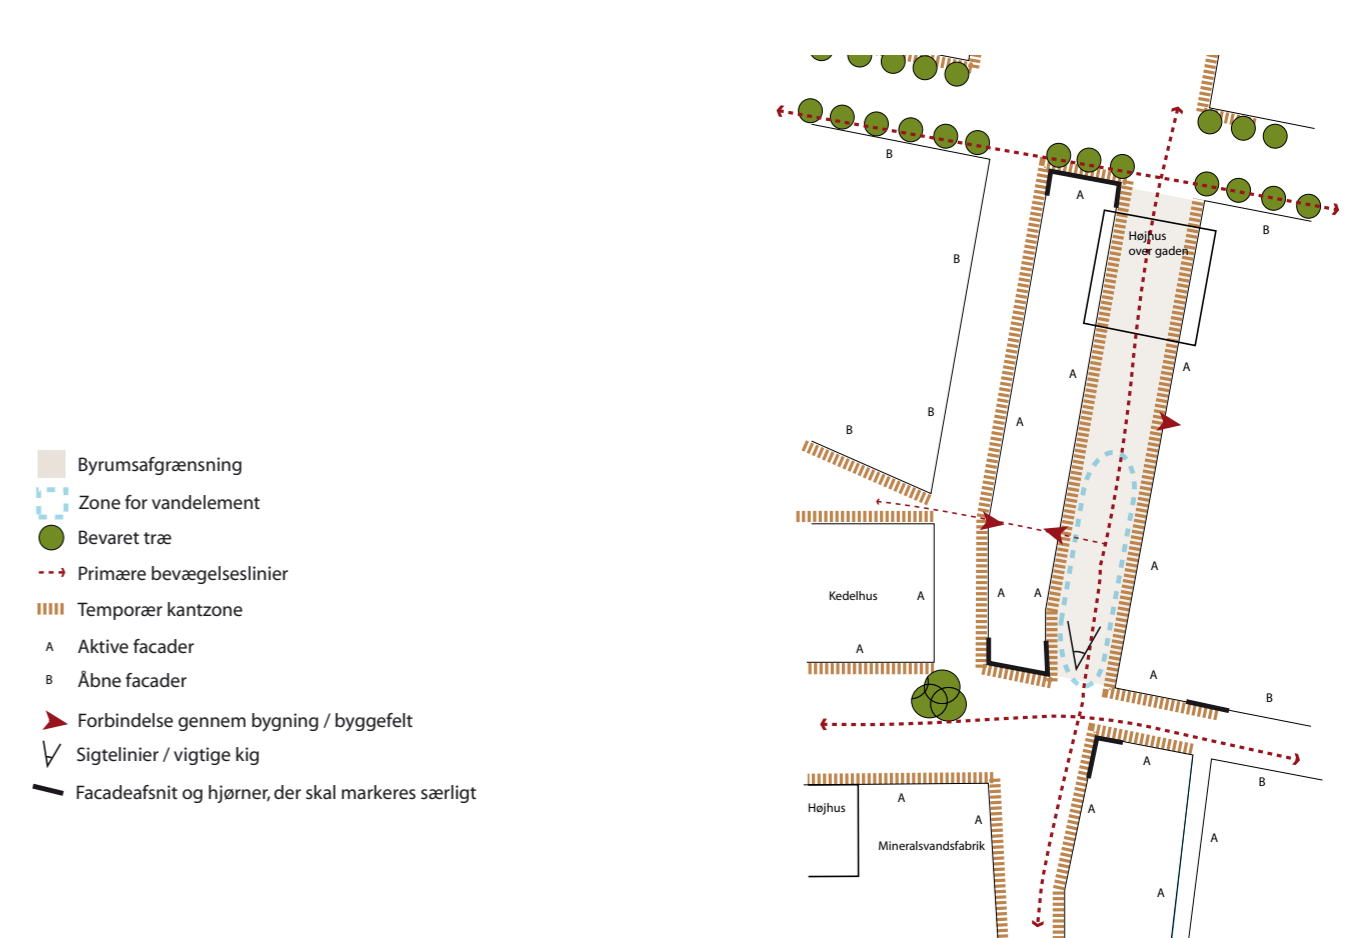 Byrumsafgrænsning
Zone for vandelement
Bevaret træ
Primære bevægelseslinier
Temporær kantzone
A Aktive facader
B Åbne facader
Forbindelse gennem bygning / byggefelt
Sigtelinier / vigtige kig
Facadeafsnit og hjørner, der skal markeres særligt
B
A
B
Højhus
over gaden
B
A
A
B
A
B
A
Kedelhus
A
A
A
A
A
B
A
B
A
Højhus
A
A
Mineralsvandsfabrik
A
A